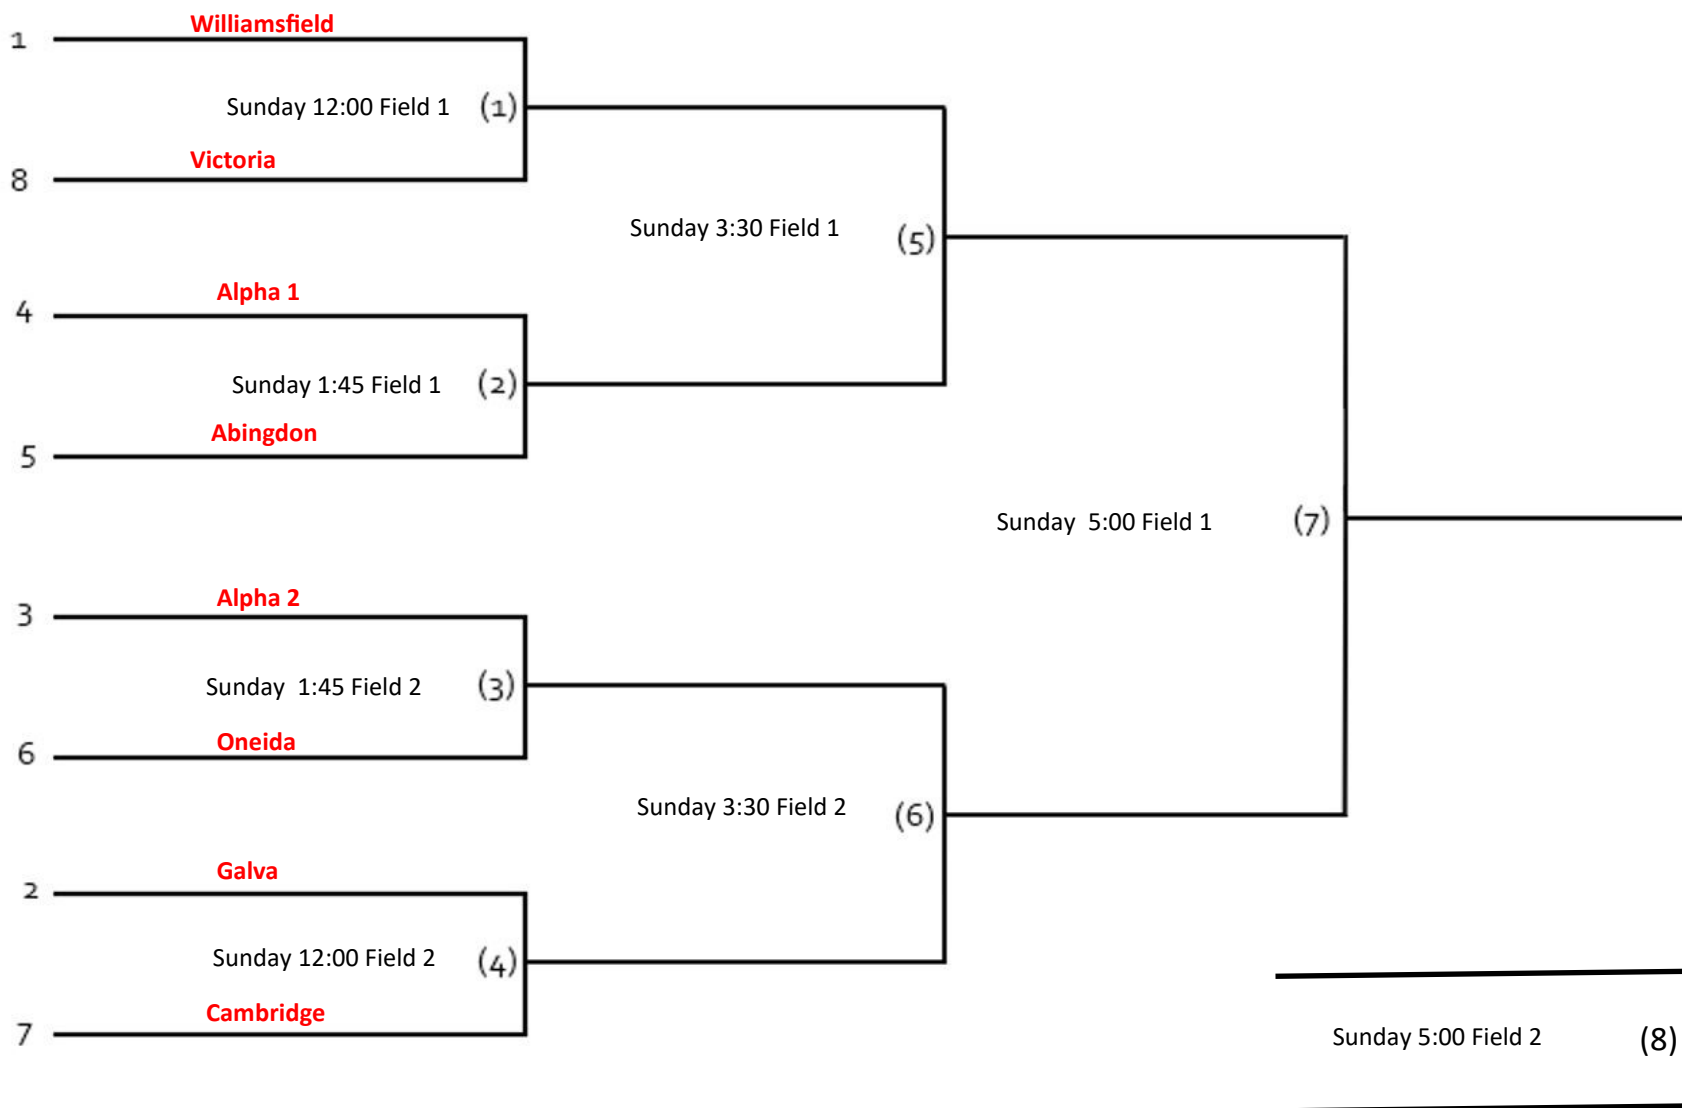 Williamsfield
1
Sunday 12:00 Field 1 (1)
Victoria
8
Sunday 3:30 Field 1 (5)
Alpha 1
4
Sunday 1:45 Field 1 (2)
Abingdon
5
Sunday 5:00 Field 1 (7)
Alpha 2
3
Sunday 1:45 Field 2 (3)
Oneida
6
Sunday 3:30 Field 2 (6)
Galva
2
Sunday 12:00 Field 2 (4)
Cambridge
7
Sunday 5:00 Field 2 (8)